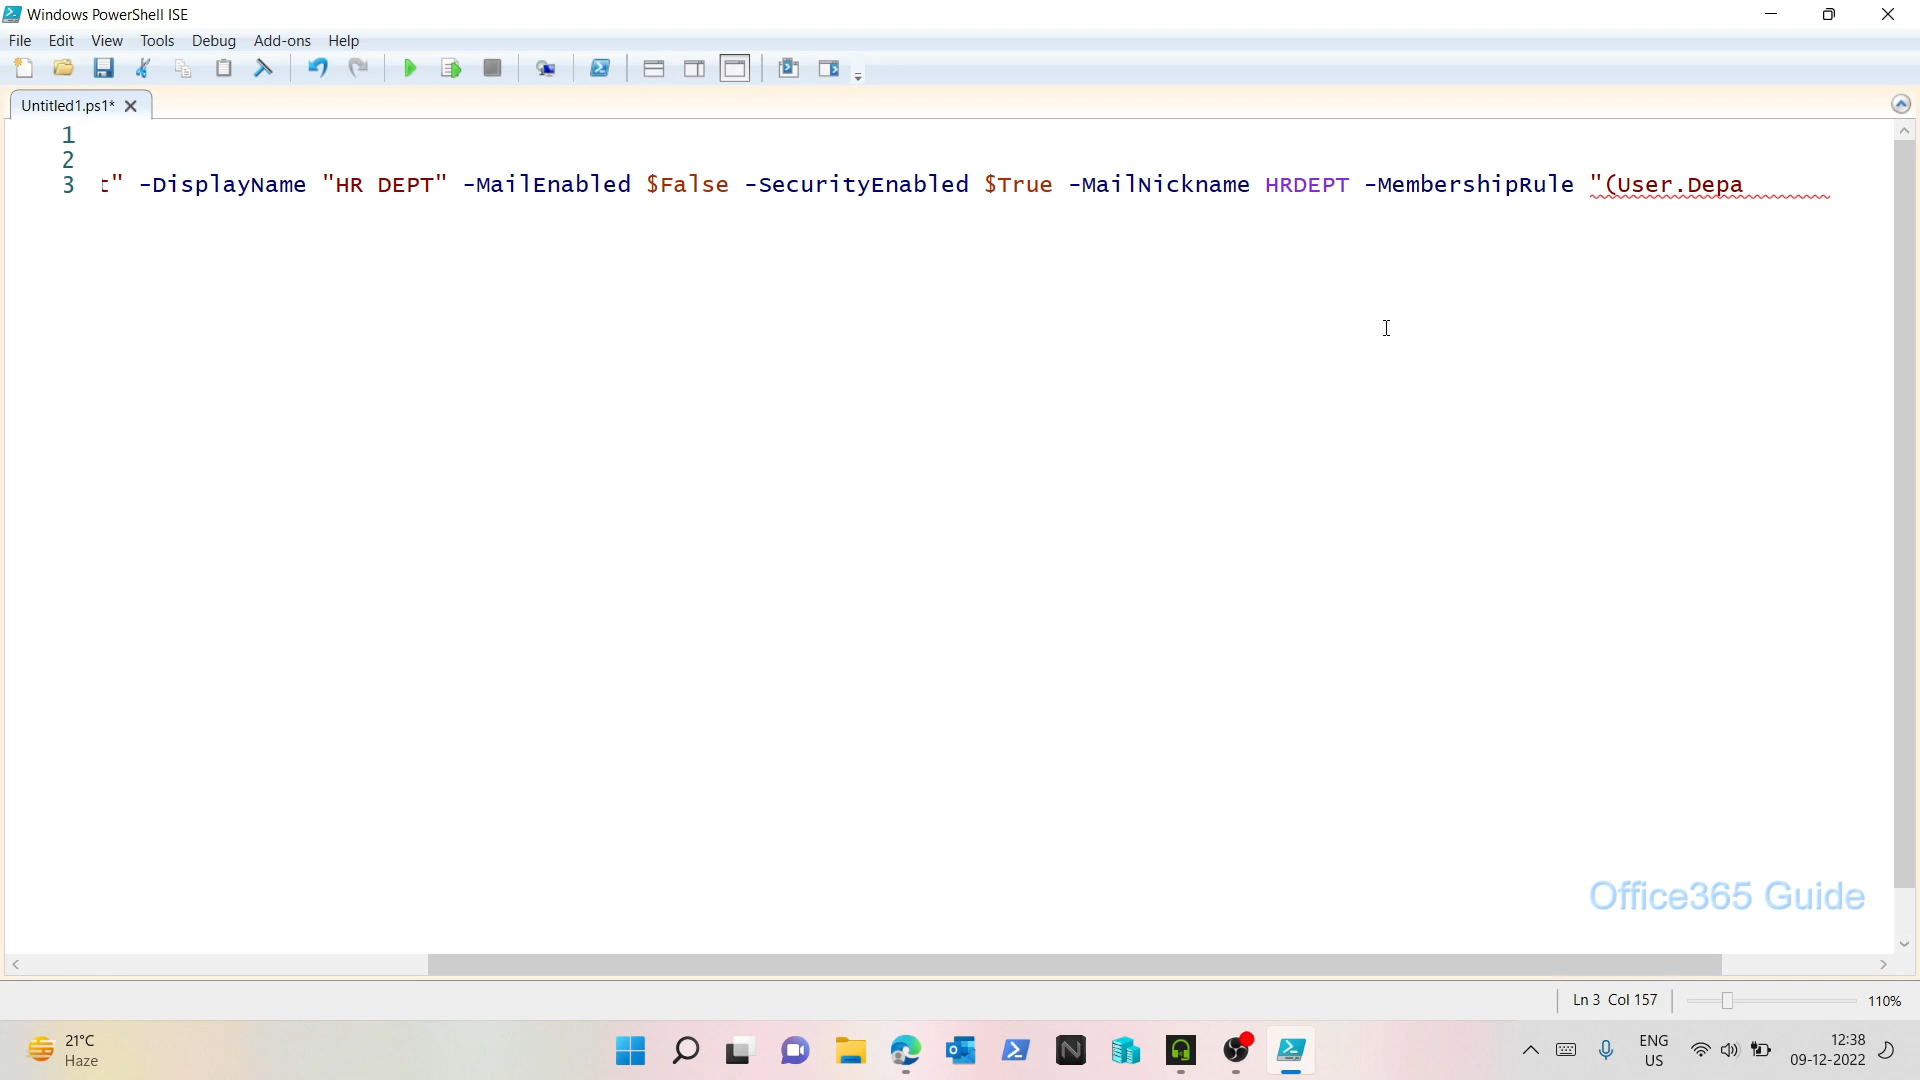 Windows PowerShell ISE
File Edit View Tools Debug Add-ons Help
Untitled1.ps1*
1
2
3 t" -DisplayName "HR DEPT" -MailEnabled $False -SecurityEnabled $True -MailNickname HRDEPT -MembershipRule "(User.Depa
Office365 Guide
Ln 3 Col 157
110%
21°C
Haze
ENG
US
12:38
09-12-2022